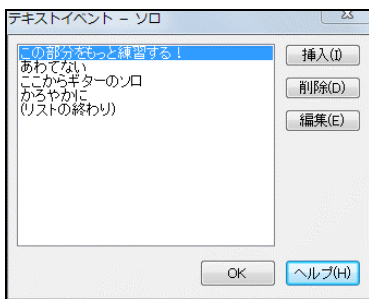 テキストイベント − ソロ
この部分をもっと練習する！
あわてない
ここからギターのソロ
かろやかに
(リストの終わり)
挿入(I)
削除(D)
編集(E)
OK
ヘルプ(H)